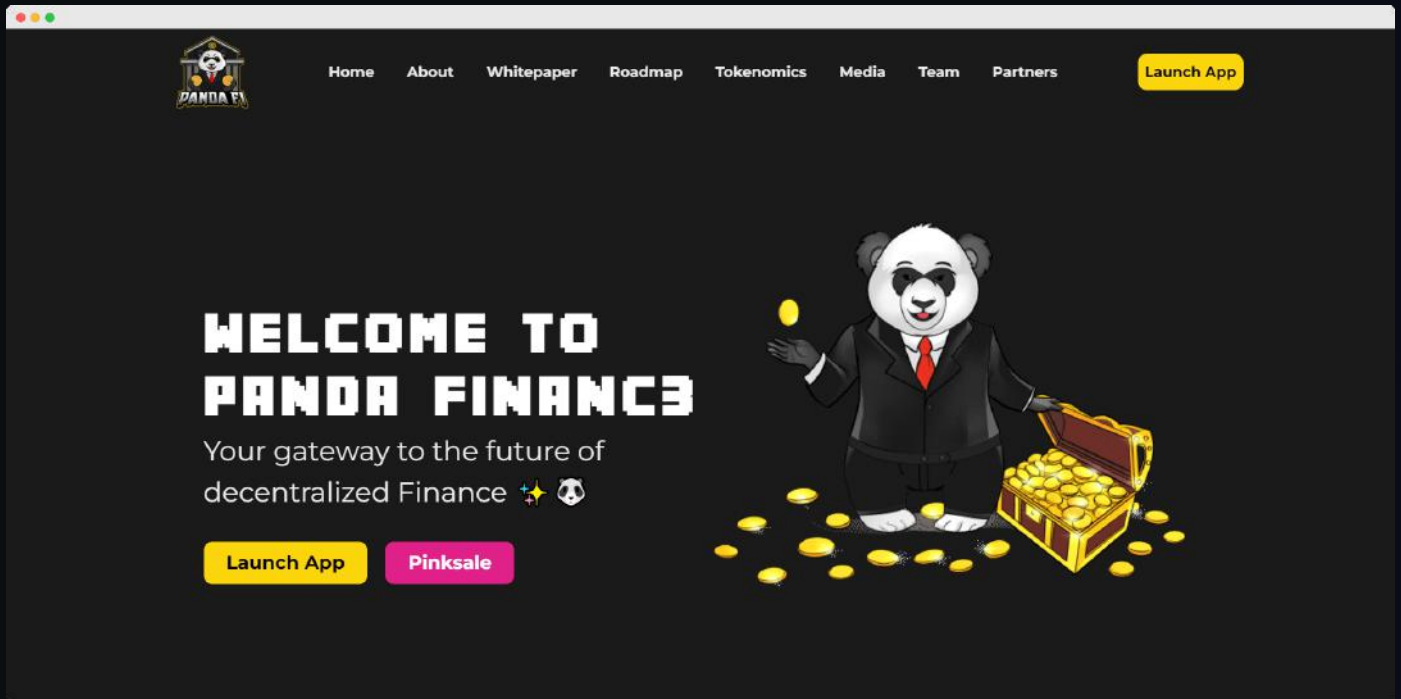 PANDA FI
Home About Whitepaper Roadmap Tokenomics Media Team Partners Launch App
WELCOME TO
PANDA FINANC3
Your gateway to the future of
decentralized Finance ✨ 🐼
Launch App Pinksale